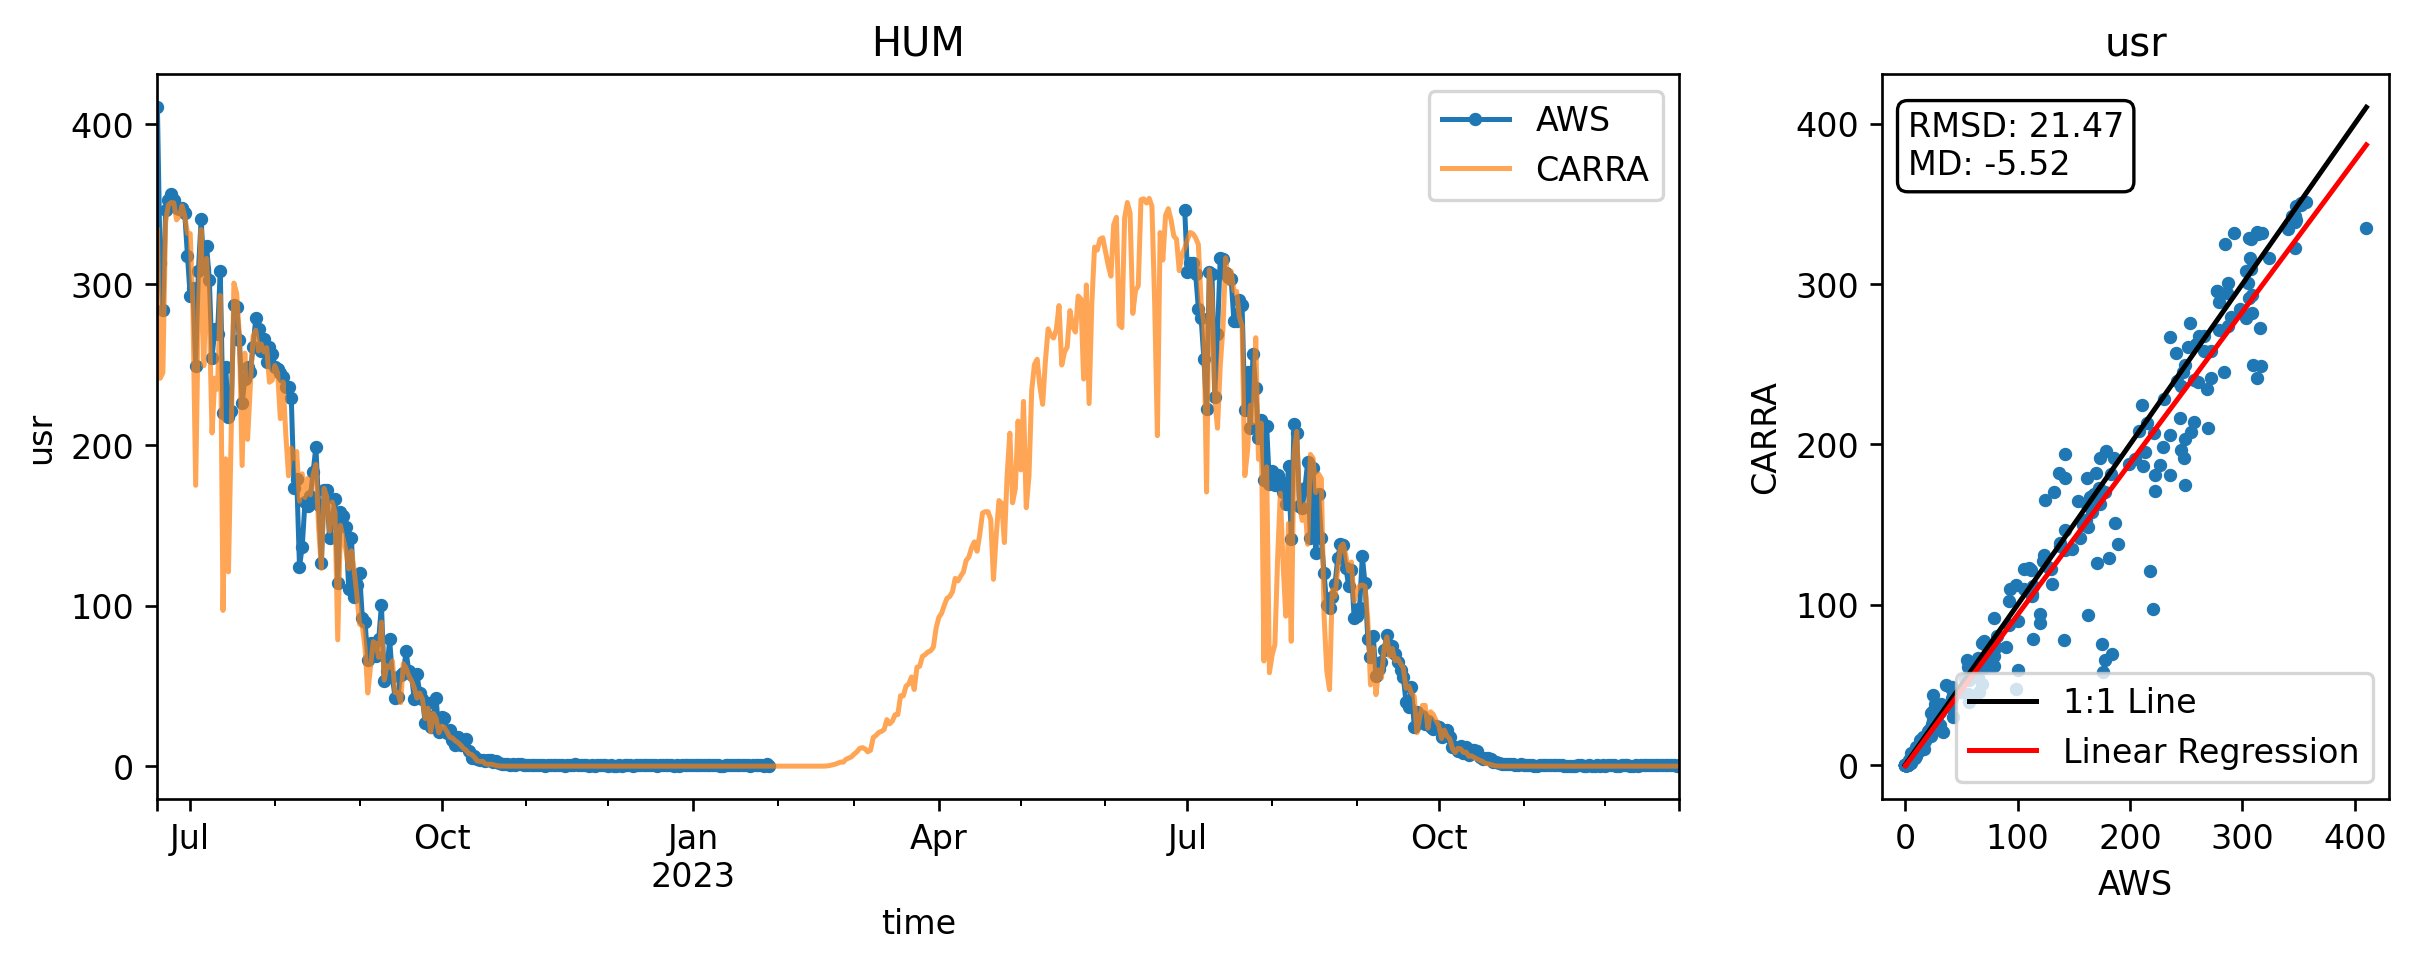 HUM
usr
400
300
200
100
0
AWS
CARRA
Jul
Oct
Jan
2023
Apr
Jul
Oct
time
usr
CARRA
400
300
200
100
0
RMSD: 21.47
MD: -5.52
1:1 Line
Linear Regression
0 100 200 300 400
AWS